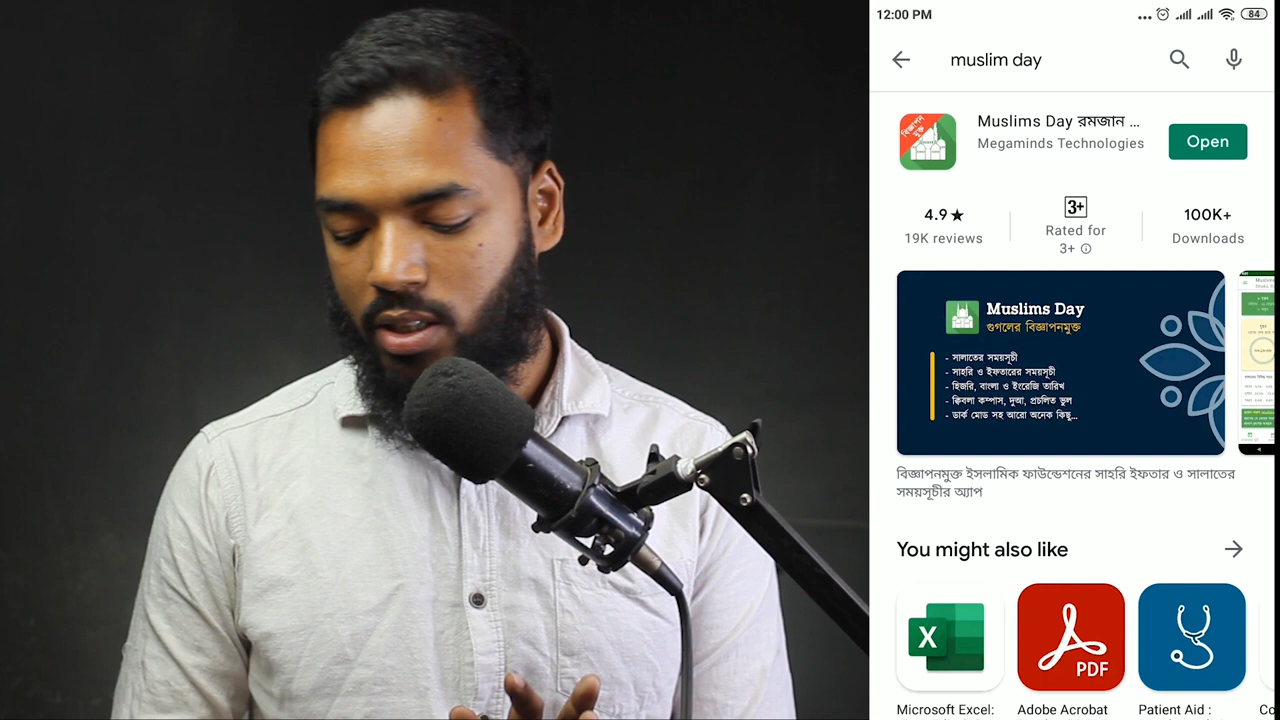 12:00 PM
84
muslim day
বিজ্ঞাপন
মুক্ত
Muslims Day রমজান ...
Megaminds Technologies
Open
4.9★
19K reviews
3+
Rated for
3+
100K+
Downloads
Muslims Day
গুগলের বিজ্ঞাপনমুক্ত
- সালাতের সময়সূচী
- সাহরি ও ইফতারের সময়সূচী
- হিজরি, বাংলা ও ইংরেজি তারিখ
- ক্বিবলা কম্পাস, দুআ, প্রচলিত ভুল
- ডার্ক মোড সহ আরো অনেক কিছু...
বিজ্ঞাপনমুক্ত ইসলামিক ফাউন্ডেশনের সাহরি ইফতার ও সালাতের
সময়সূচীর অ্যাপ
You might also like
X
PDF
Microsoft Excel:
Adobe Acrobat
Patient Aid :
Co